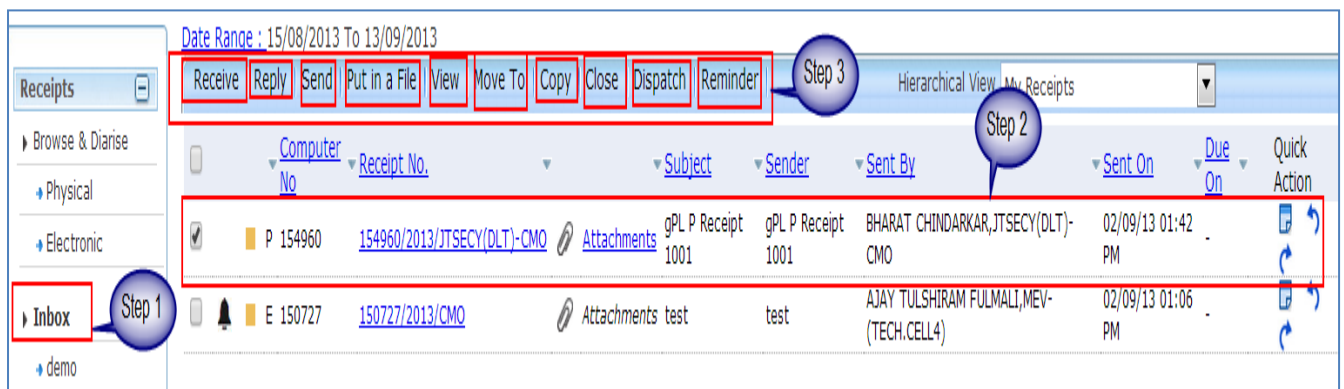 Date Range : 15/08/2013 To 13/09/2013
Receipts
Receive Reply Send Put in a File View Move To Copy Close Dispatch Reminder
Step 3
Hierarchical View My Receipts
Browse & Diarise
Physical
Electronic
Inbox
Step 1
demo
Step 2
Computer No
Receipt No.
Subject
Sender
Sent By
Sent On
Due On
Quick Action
P 154960 154960/2013/JTSECY(DLT)-CMO Attachments gPL P Receipt 1001 gPL P Receipt 1001 BHARAT CHINDARKAR,JTSECY(DLT)-CMO 02/09/13 01:42 PM -
E 150727 150727/2013/CMO Attachments test test AJAY TULSHIRAM FULMALI,MEV-(TECH.CELL4) 02/09/13 01:06 PM -